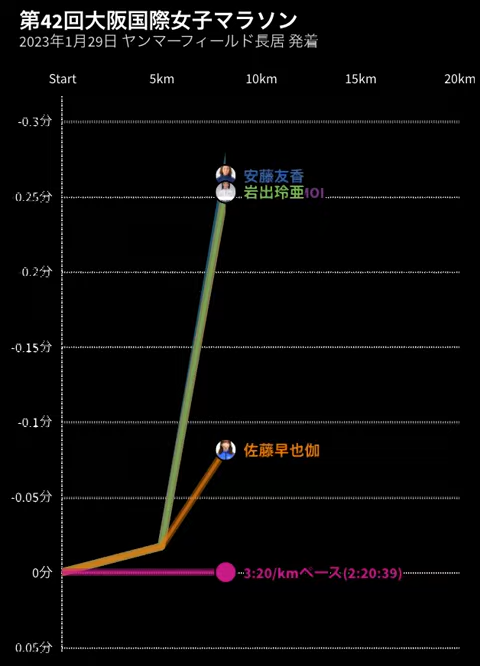 第42回大阪国際女子マラソン
2023年1月29日 ヤンマーフィールド長居 発着
Start 5km 10km 15km 20km
-0.3分
安藤友香
岩出玲亜
-0.25分
-0.2分
-0.15分
-0.1分
佐藤早也伽
-0.05分
0分
3:20/kmペース(2:20:39)
0.05分